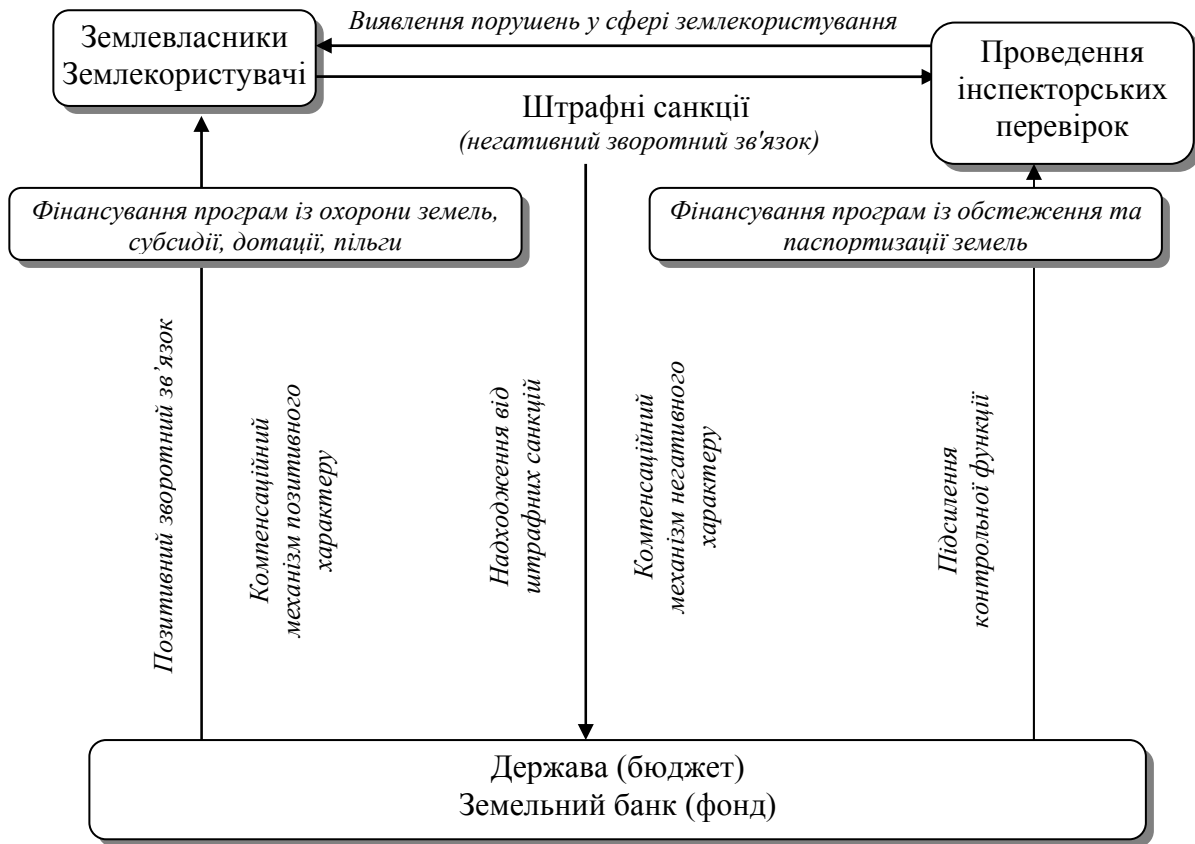 Виявлення порушень у сфері землекористування
Землевласники
Землекористувачі
Проведення
інспекторських
перевірок
Штрафні санкції
(негативний зворотний зв'язок)
Фінансування програм із охорони земель,
субсидії, дотації, пільги
Фінансування програм із обстеження та
паспортизації земель
Позитивний зворотний зв’язок
Компенсаційний
механізм позитивного
характеру
Надходження від
штрафних санкцій
Компенсаційний
механізм негативного
характеру
Підсилення
контрольної функції
Держава (бюджет)
Земельний банк (фонд)